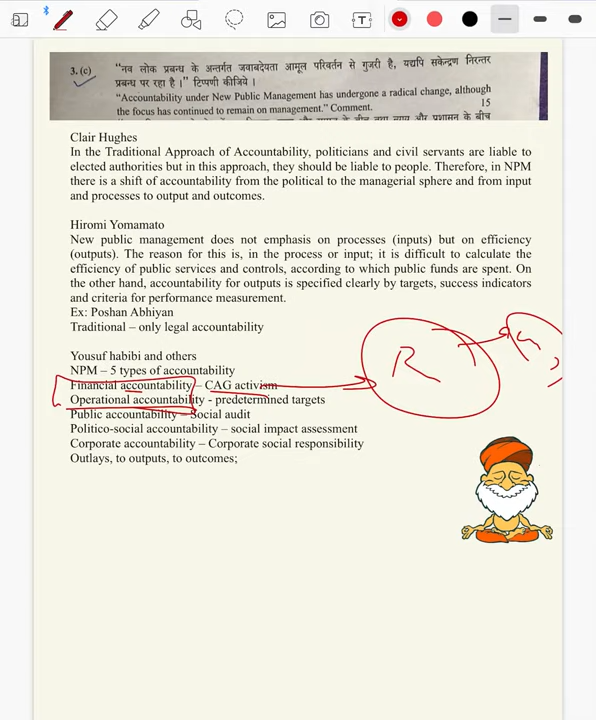 3. (c) “नव लोक प्रबन्ध के अन्तर्गत जवाबदेयता आमूल परिवर्तन से गुजरी है, यद्यपि सकेन्द्रण निरन्तर
प्रबन्ध पर रहा है।” टिप्पणी कीजिये।
“Accountability under New Public Management has undergone a radical change, although
the focus has continued to remain on management.” Comment. 15
के बीच तथा न्याय और प्रशासन के बीच
Clair Hughes
In the Traditional Approach of Accountability, politicians and civil servants are liable to
elected authorities but in this approach, they should be liable to people. Therefore, in NPM
there is a shift of accountability from the political to the managerial sphere and from input
and processes to output and outcomes.
Hiromi Yomamato
New public management does not emphasis on processes (inputs) but on efficiency
(outputs). The reason for this is, in the process or input; it is difficult to calculate the
efficiency of public services and controls, according to which public funds are spent. On
the other hand, accountability for outputs is specified clearly by targets, success indicators
and criteria for performance measurement.
Ex: Poshan Abhiyan
Traditional – only legal accountability
Yousuf habibi and others
NPM – 5 types of accountability
Financial accountability – CAG activism
Operational accountability - predetermined targets
Public accountability – Social audit
Politico-social accountability – social impact assessment
Corporate accountability – Corporate social responsibility
Outlays, to outputs, to outcomes;
R